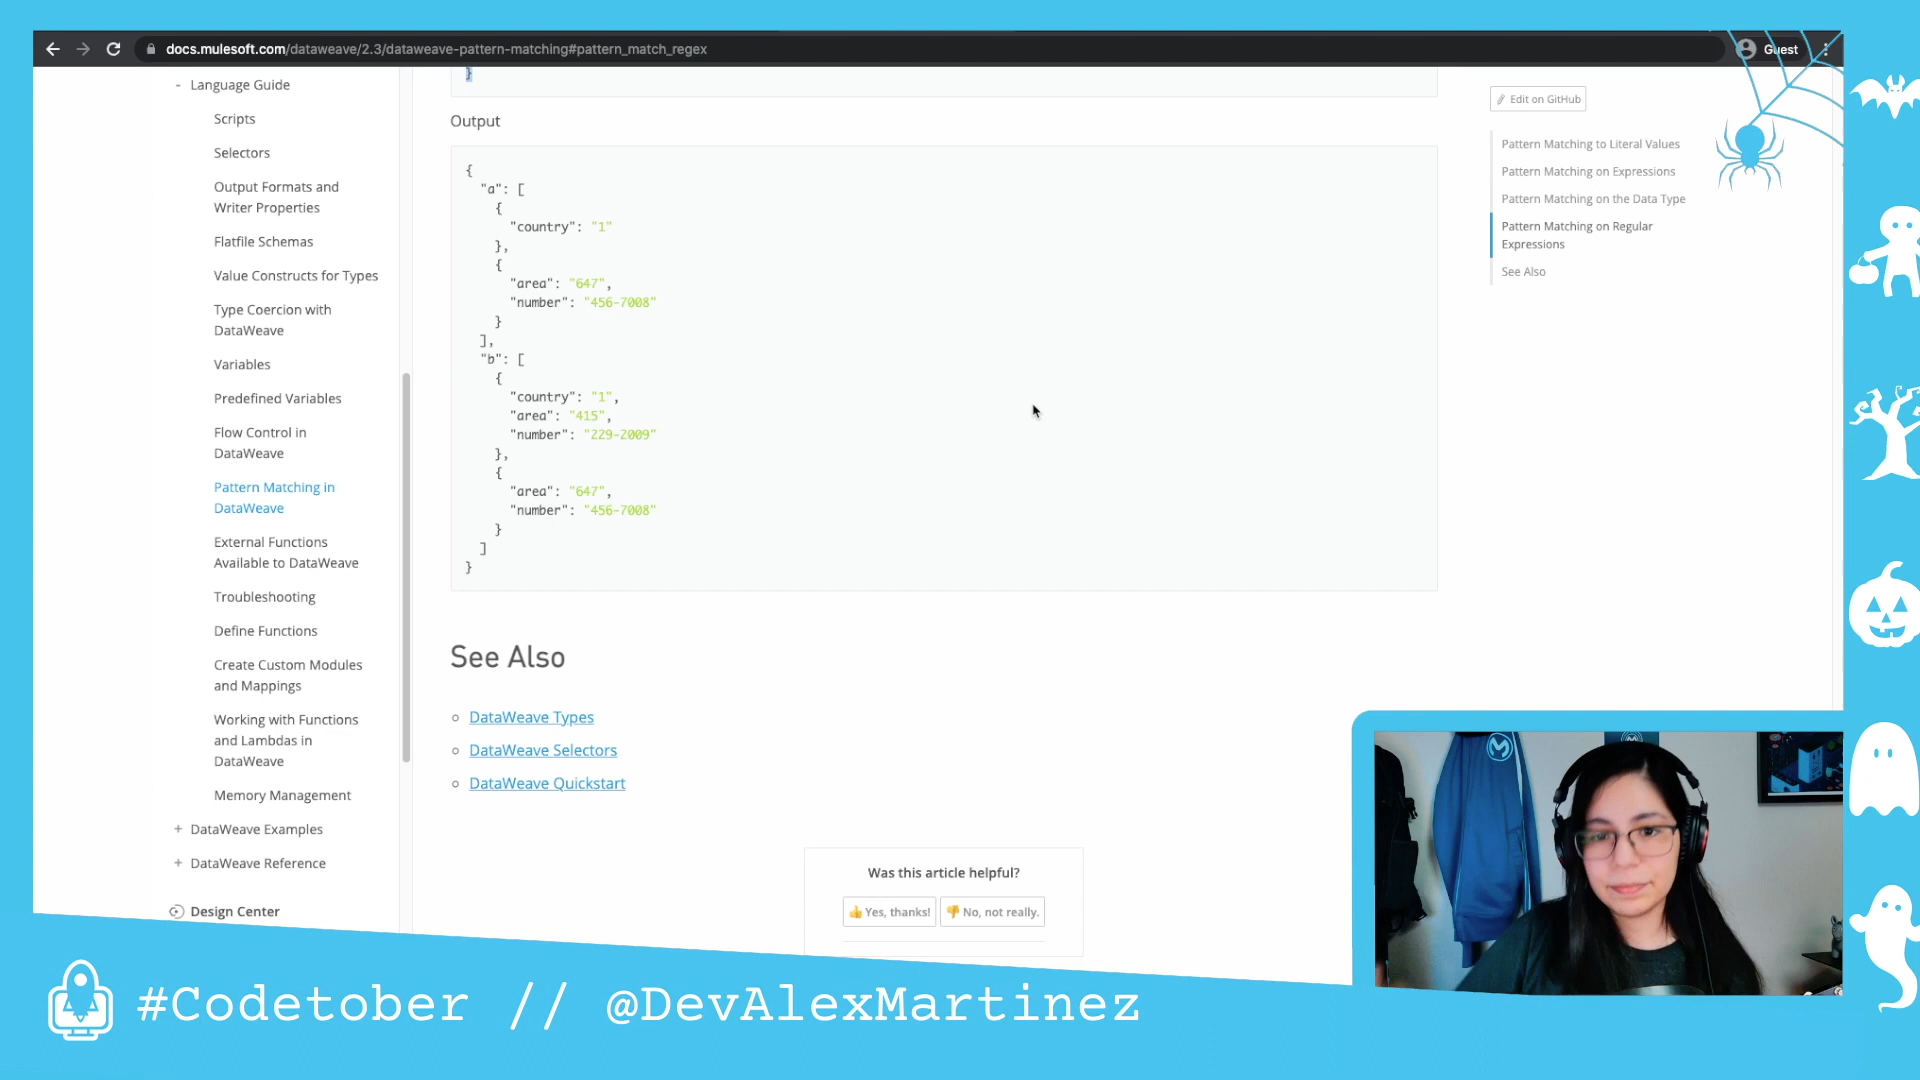 docs.mulesoft.com/dataweave/2.3/dataweave-pattern-matching#pattern_match_regex
Guest
- Language Guide
Scripts
Selectors
Output Formats and
Writer Properties
Flatfile Schemas
Value Constructs for Types
Type Coercion with
DataWeave
Variables
Predefined Variables
Flow Control in
DataWeave
Pattern Matching in
DataWeave
External Functions
Available to DataWeave
Troubleshooting
Define Functions
Create Custom Modules
and Mappings
Working with Functions
and Lambdas in
DataWeave
Memory Management
+ DataWeave Examples
+ DataWeave Reference
Design Center
}
Output
{
"a": [
{
"country": "1"
},
{
"area": "647",
"number": "456-7008"
}
],
"b": [
{
"country": "1",
"area": "415",
"number": "229-2009"
},
{
"area": "647",
"number": "456-7008"
}
]
}
See Also
DataWeave Types
DataWeave Selectors
DataWeave Quickstart
Was this article helpful?
👍 Yes, thanks!
👎 No, not really.
Edit on GitHub
Pattern Matching to Literal Values
Pattern Matching on Expressions
Pattern Matching on the Data Type
Pattern Matching on Regular
Expressions
See Also
#Codetober // @DevAlexMartinez